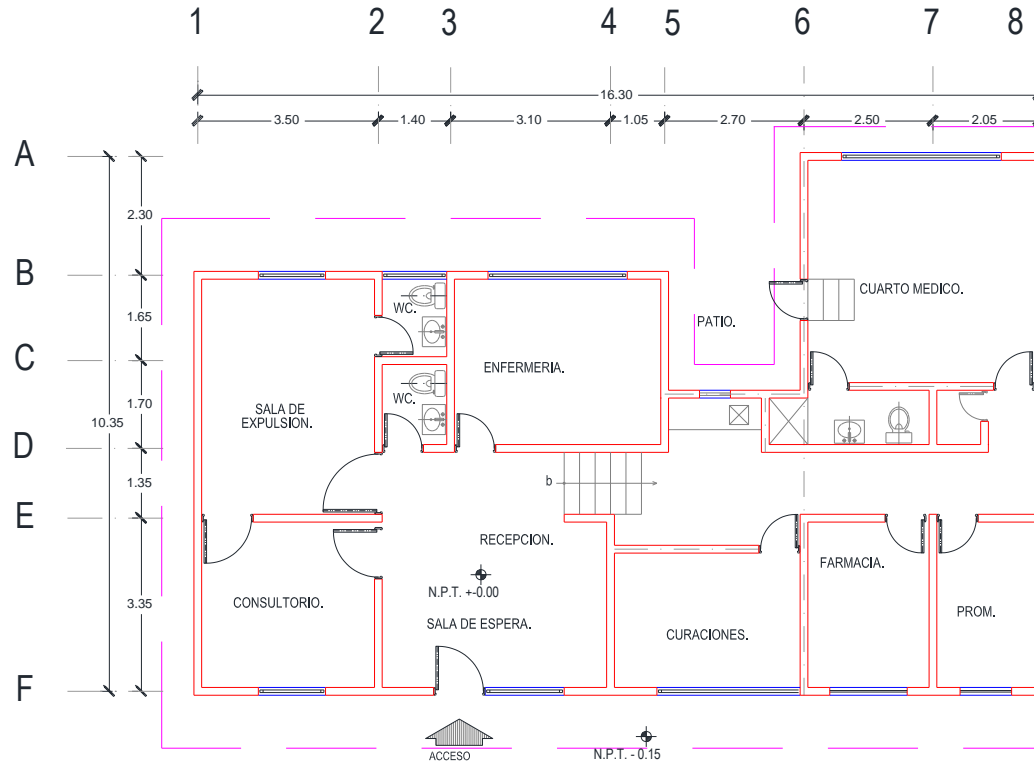 1 2 3 4 5 6 7 8
16.30
3.50 1.40 3.10 1.05 2.70 2.50 2.05
A
2.30
B
1.65
WC.
CUARTO MEDICO.
PATIO.
C
ENFERMERIA.
1.70
WC.
10.35
SALA DE
EXPULSION.
D
1.35
b
E
RECEPCION.
FARMACIA.
N.P.T. +-0.00
3.35
CONSULTORIO.
PROM.
SALA DE ESPERA.
CURACIONES.
F
ACCESO
N.P.T. - 0.15